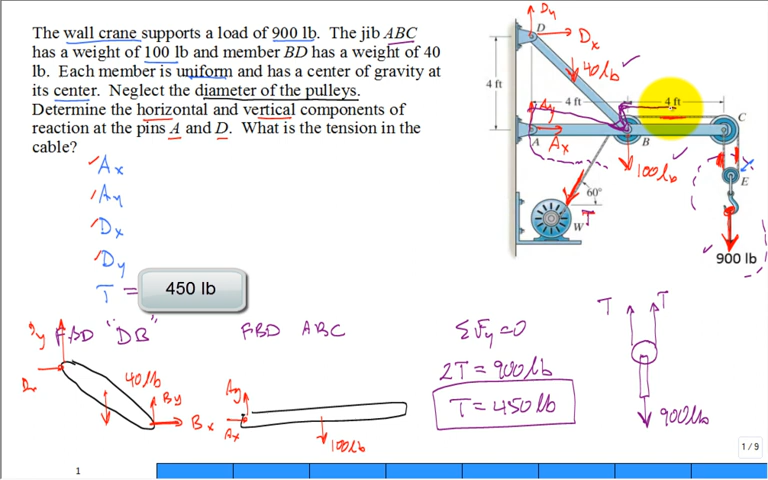 The wall crane supports a load of 900 lb. The jib ABC
has a weight of 100 lb and member BD has a weight of 40
lb. Each member is uniform and has a center of gravity at
its center. Neglect the diameter of the pulleys.
Determine the horizontal and vertical components of
reaction at the pins A and D. What is the tension in the
cable?
Dy
D
Dx
40lb
4 ft
4 ft
4 ft
Ay
A
Ax
B
C
100lb
E
60°
T
W
900 lb
Ax
Ay
Dx
Dy
T = 450 lb
FBD "DB"
FBD ABC
ΣFy=0
2T = 900lb
T = 450lb
T
T
900lb
40lb
By
Bx
Ay
Ax
100lb
1 / 9
1